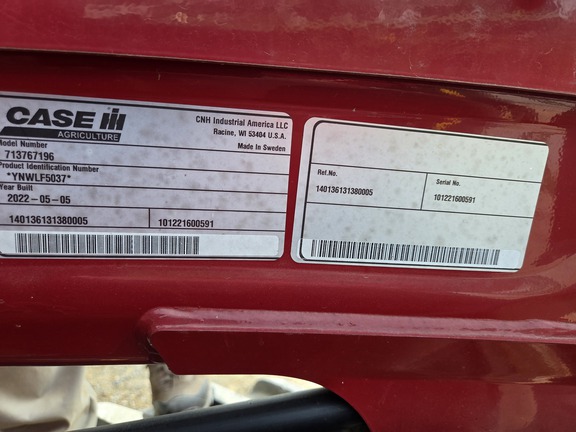 CASE IH
AGRICULTURE
CNH Industrial America LLC
Racine, WI 53404 U.S.A.
Made In Sweden
Model Number
713767196
Product Identification Number
*YNWLF5037*
Year Built
2022-05-05
140136131380005 101221600591
Ref.No. Serial No.
140136131380005 101221600591